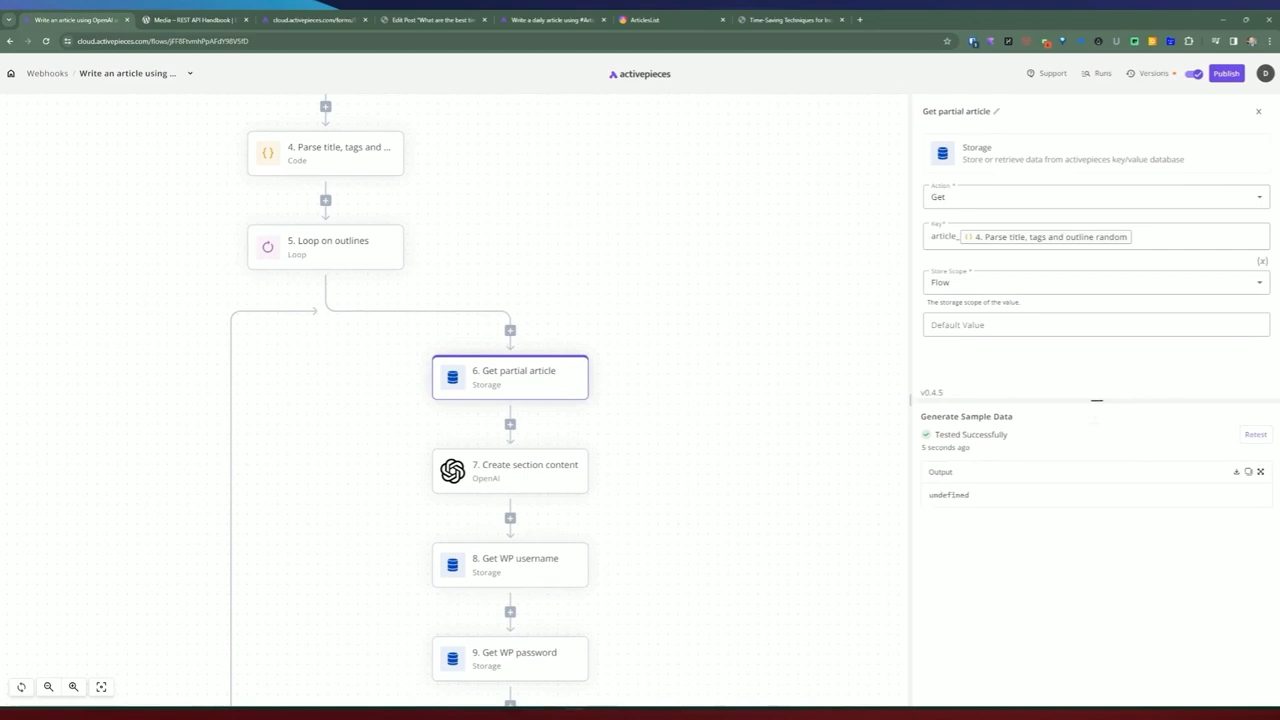 Write an article using OpenAI a
Media – REST API Handbook |
cloud.activepieces.com/forms/
Edit Post "What are the best tir
Write a daily article using #Arti
ArticlesList
Time-Saving Techniques for bu
cloud.activepieces.com/flows/jFF8FtvmhPpAFdY98V5fD
Webhooks
Write an article using ...
activepieces
Support
Runs
Versions
Publish
D
4. Parse title, tags and ...
Code
5. Loop on outlines
Loop
6. Get partial article
Storage
7. Create section content
OpenAI
8. Get WP username
Storage
9. Get WP password
Storage
Get partial article
Storage
Store or retrieve data from activepieces key/value database
Action *
Get
Key*
article_ 4. Parse title, tags and outline random
{x}
Store Scope *
Flow
The storage scope of the value.
Default Value
v0.4.5
Generate Sample Data
Tested Successfully
Retest
5 seconds ago
Output
undefined